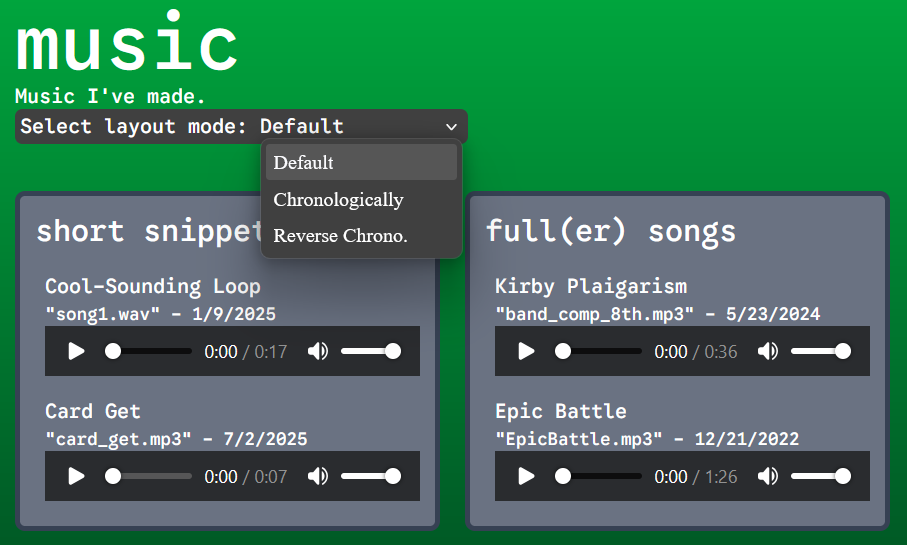 music
Music I've made.
Select layout mode: Default
Default
Chronologically
Reverse Chrono.
short snippet
Cool-Sounding Loop
"song1.wav" - 1/9/2025
0:00 / 0:17
Card Get
"card_get.mp3" - 7/2/2025
0:00 / 0:07
full(er) songs
Kirby Plaigarism
"band_comp_8th.mp3" - 5/23/2024
0:00 / 0:36
Epic Battle
"EpicBattle.mp3" - 12/21/2022
0:00 / 1:26